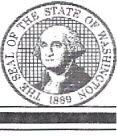 THE SEAL OF THE STATE OF WASHINGTON
1889